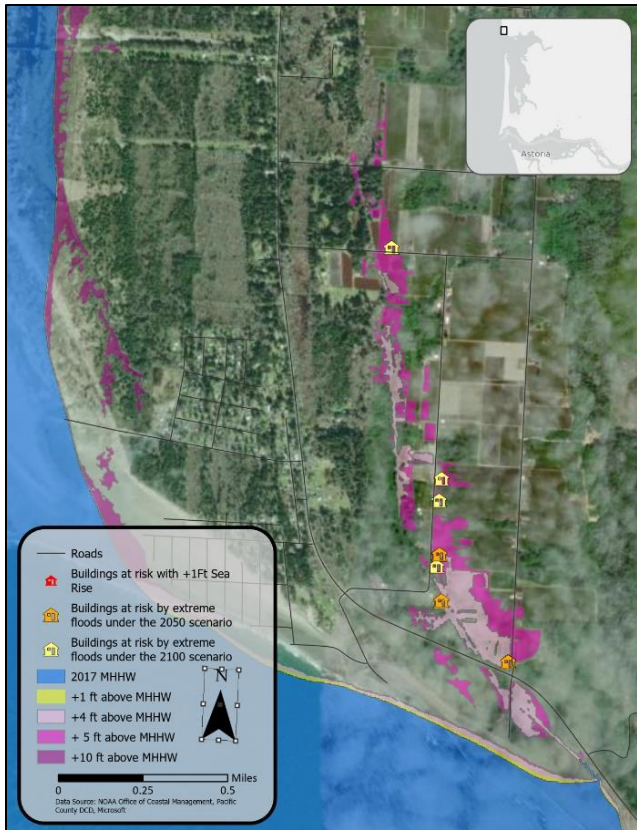 Astoria
Roads
Buildings at risk with +1Ft Sea
Rise
Buildings at risk by extreme
floods under the 2050 scenario
Buildings at risk by extreme
floods under the 2100 scenario
2017 MHHW
+1 ft above MHHW
+4 ft above MHHW
+ 5 ft above MHHW
+10 ft above MHHW
N
0 0.25 0.5 Miles
Data Source: NOAA Office of Coastal Management, Pacific
County DCD, Microsoft